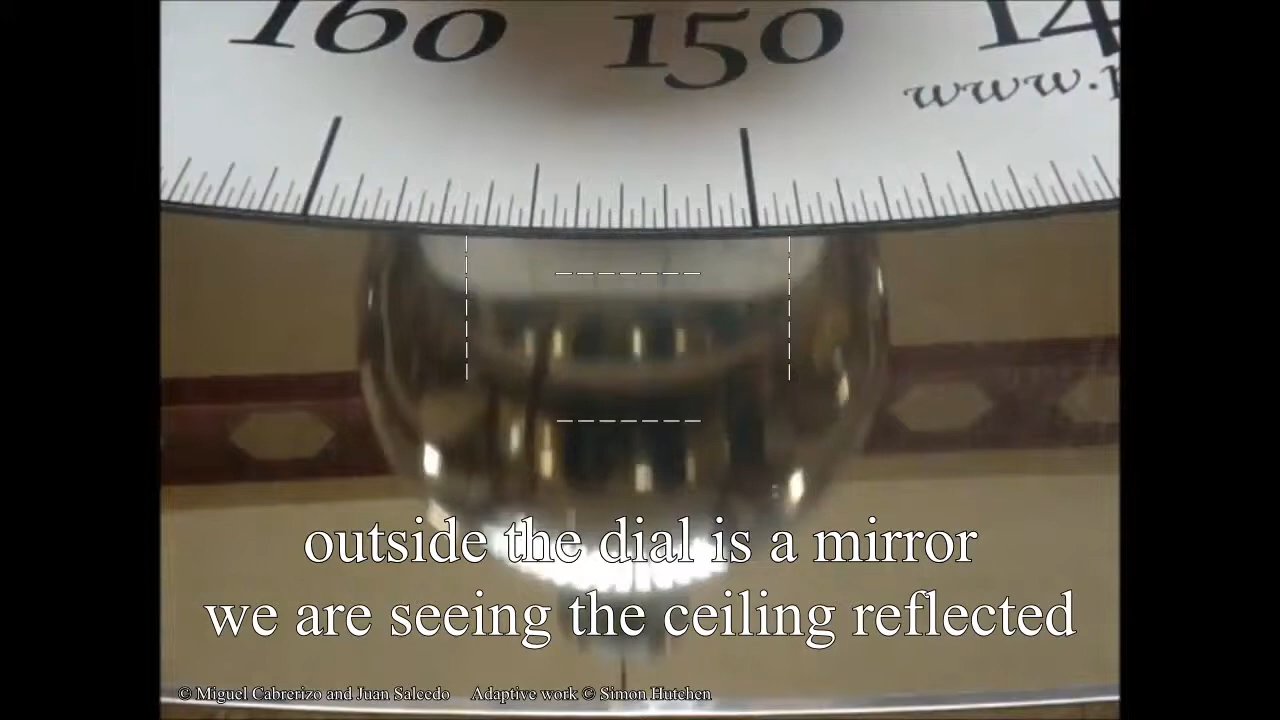 160 150 14
www.p
outside the dial is a mirror
we are seeing the ceiling reflected
© Miguel Cabrerizo and Juan Salcedo Adaptive work © Simon Hutchen